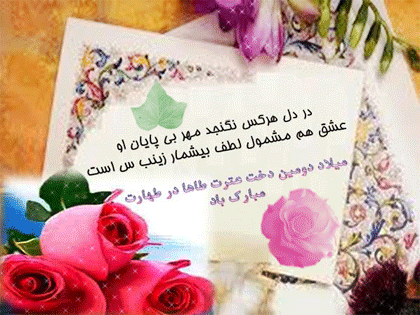 در دل هرکس نگنجد مهر بی پایان او
عشق هم مشمول لطف بیشمار زینب س است
میلاد دومین دخت عترت طاها در طهارت
مبارک باد